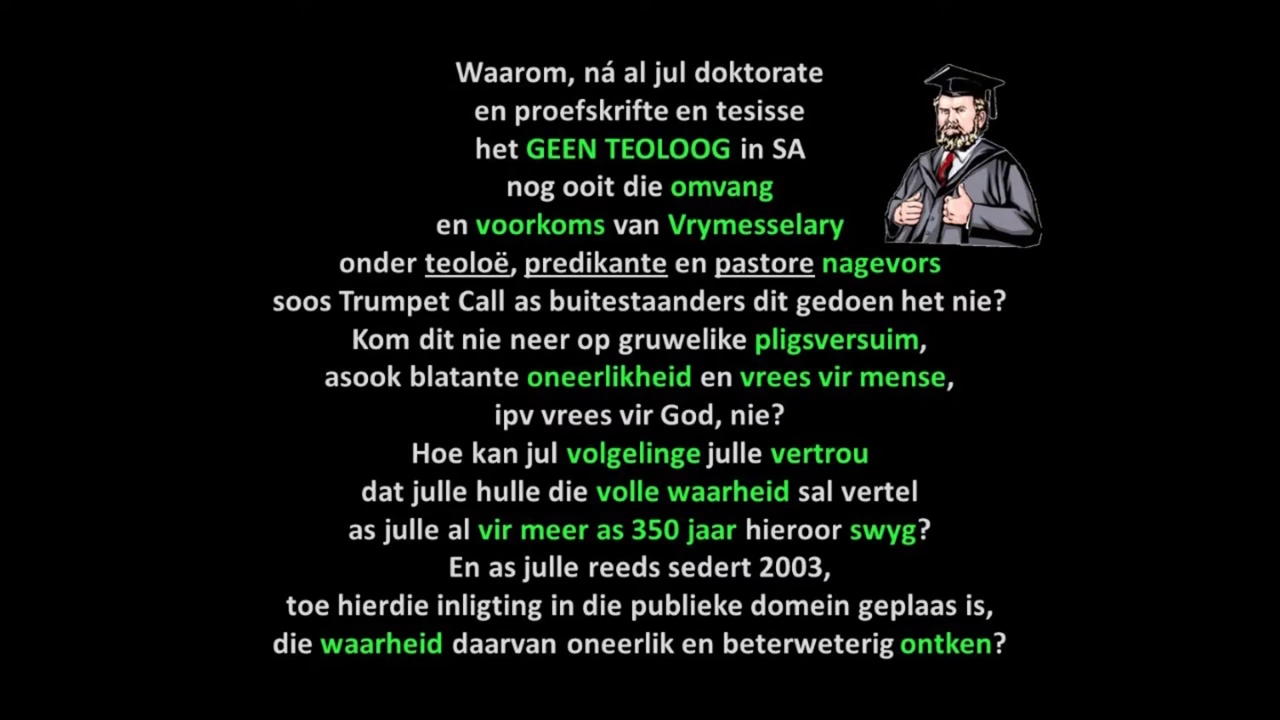 Waarom, ná al jul doktorate
en proefskrifte en tesisse
het GEEN TEOLOOG in SA
nog ooit die omvang
en voorkoms van Vrymesselary
onder teoloë, predikante en pastore nagevors
soos Trumpet Call as buitestaanders dit gedoen het nie?
Kom dit nie neer op gruwelike pligsversuim,
asook blatante oneerlikheid en vrees vir mense,
ipv vrees vir God, nie?
Hoe kan jul volgelinge julle vertrou
dat julle hulle die volle waarheid sal vertel
as julle al vir meer as 350 jaar hieroor swyg?
En as julle reeds sedert 2003,
toe hierdie inligting in die publieke domein geplaas is,
die waarheid daarvan oneerlik en beterweterig ontken?